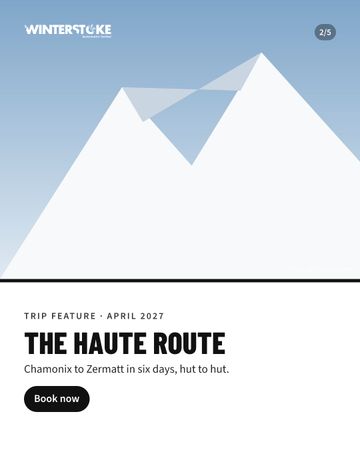 WINTERSTOKE
2/5
TRIP FEATURE · APRIL 2027
THE HAUTE ROUTE
Chamonix to Zermatt in six days, hut to hut.
Book now